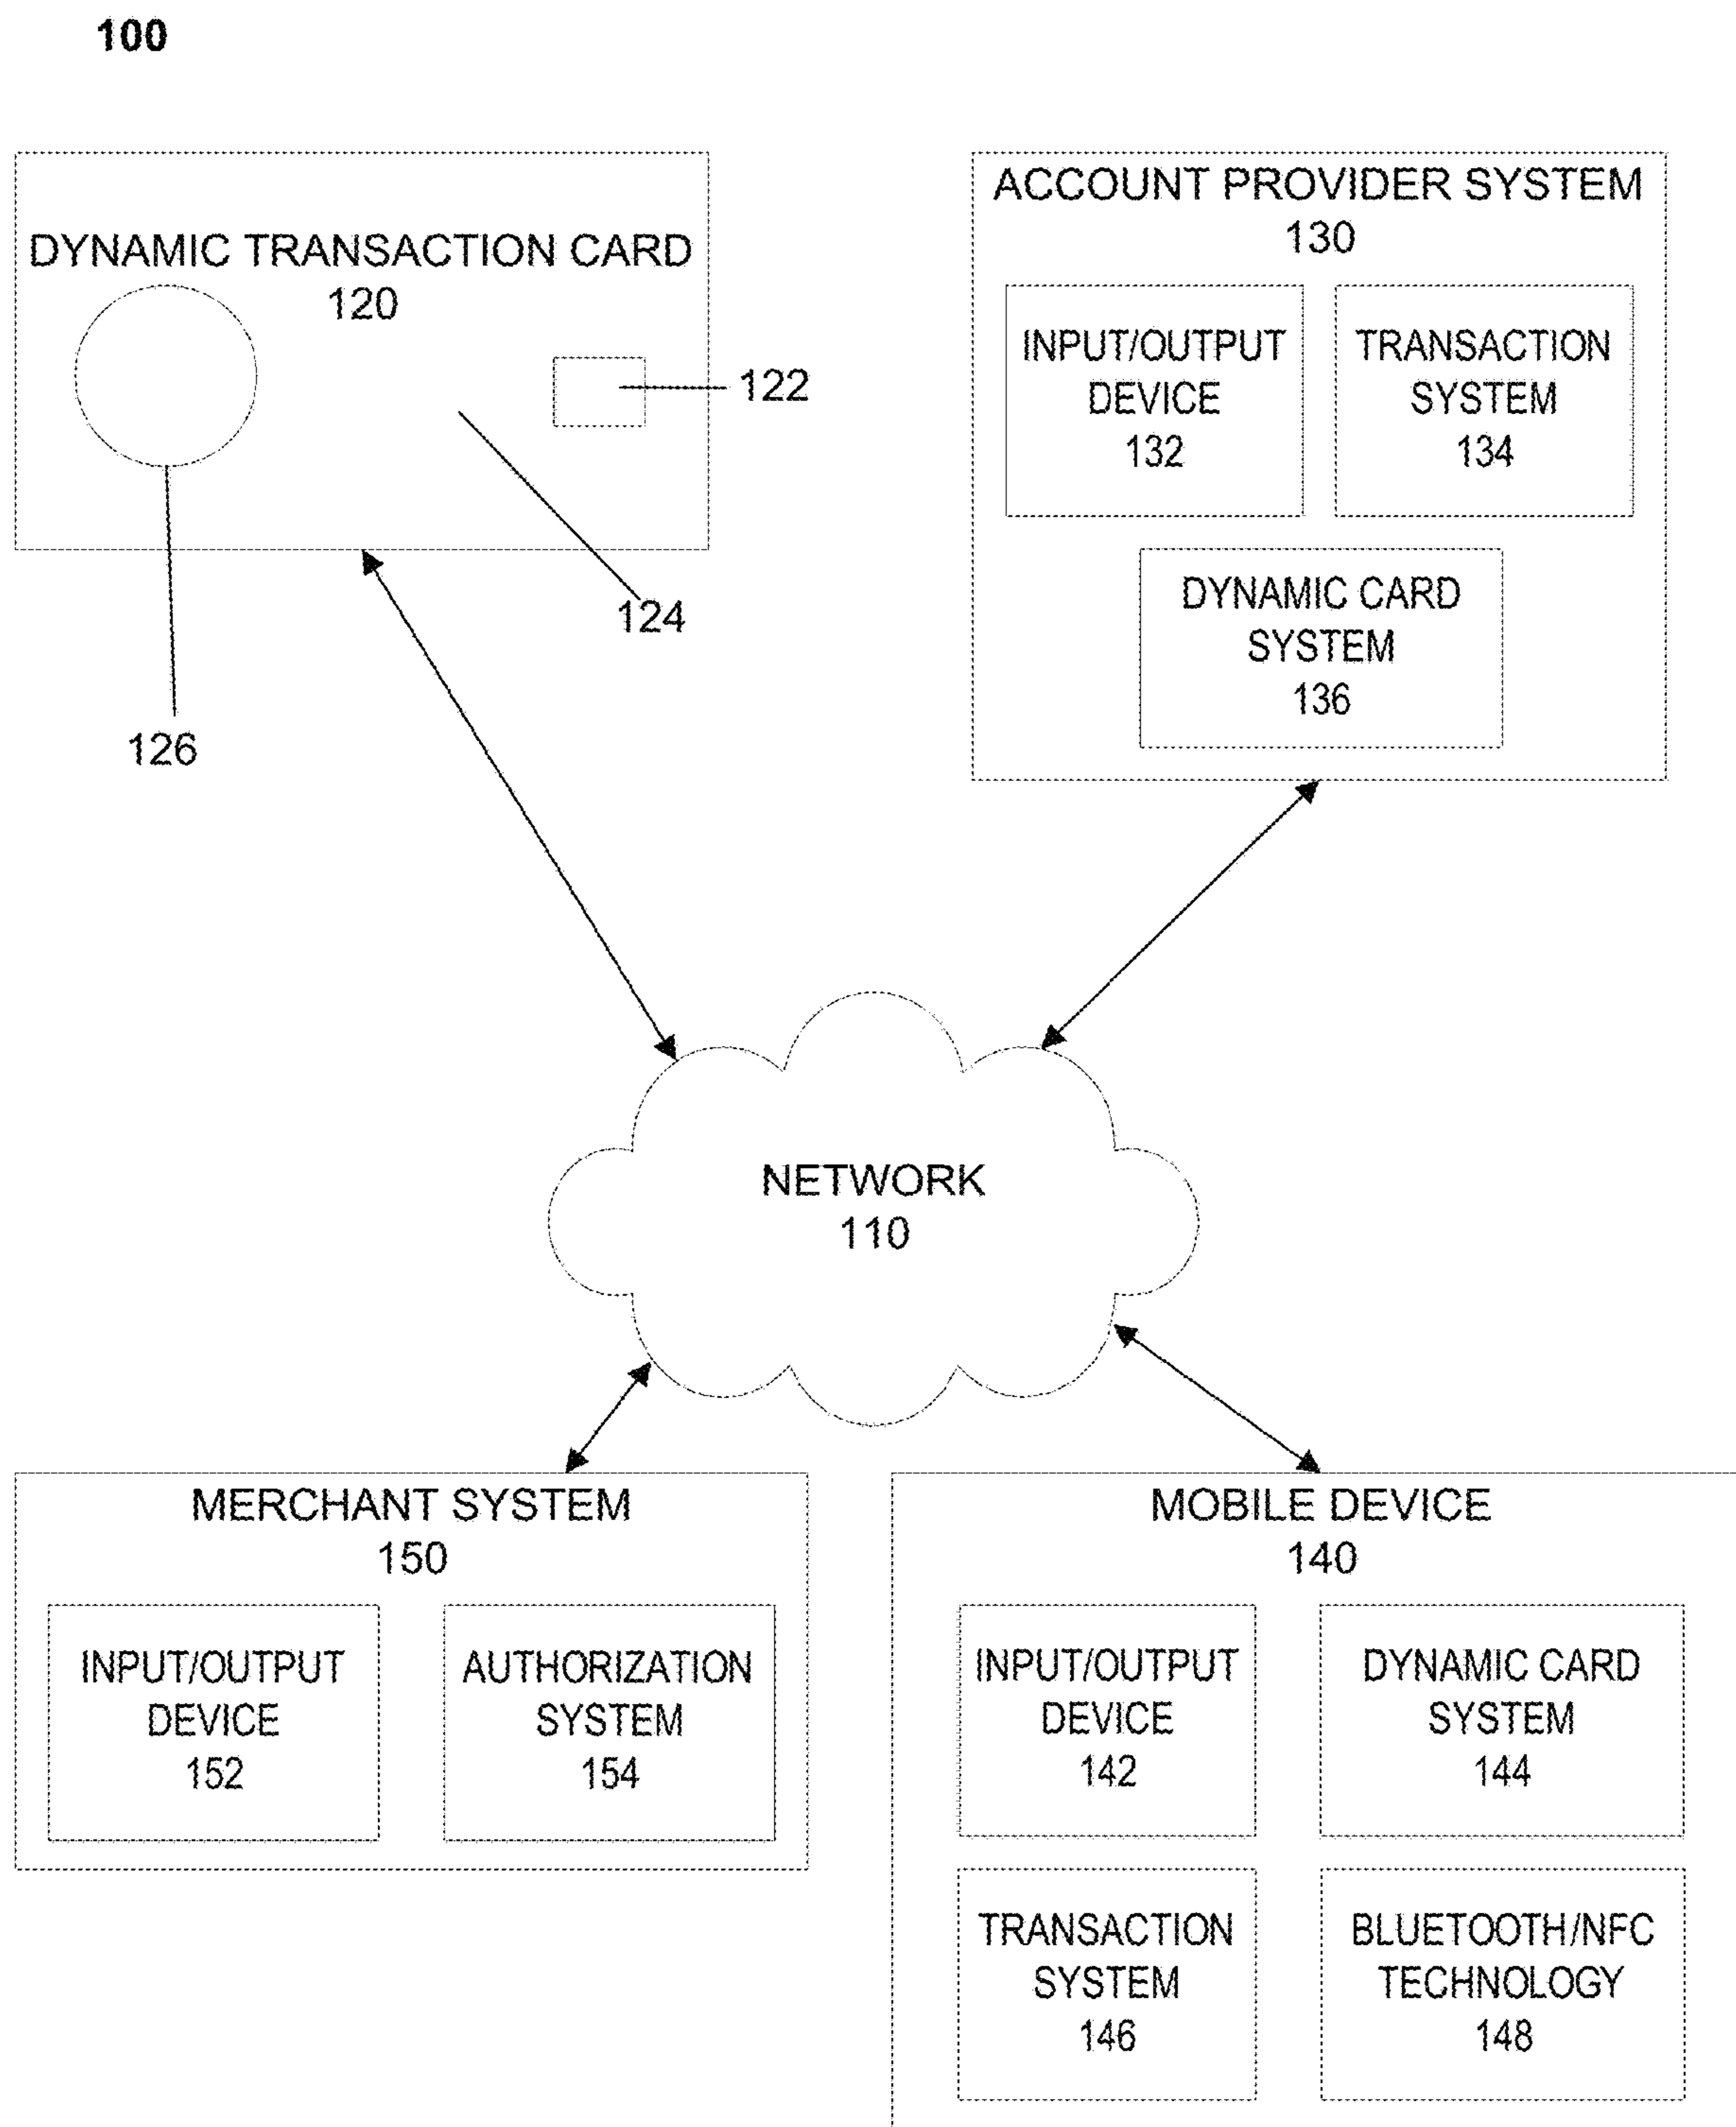 100
DYNAMIC TRANSACTION CARD
120
122
124
126
ACCOUNT PROVIDER SYSTEM
130
INPUT/OUTPUT
DEVICE
132
TRANSACTION
SYSTEM
134
DYNAMIC CARD
SYSTEM
136
NETWORK
110
MERCHANT SYSTEM
150
INPUT/OUTPUT
DEVICE
152
AUTHORIZATION
SYSTEM
154
MOBILE DEVICE
140
INPUT/OUTPUT
DEVICE
142
DYNAMIC CARD
SYSTEM
144
TRANSACTION
SYSTEM
146
BLUETOOTH/NFC
TECHNOLOGY
148